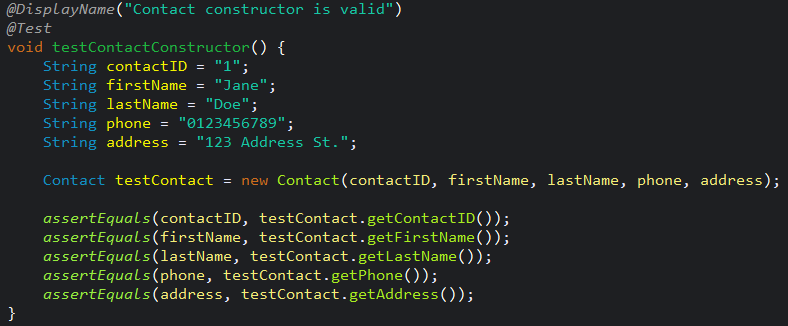 @DisplayName("Contact constructor is valid")
@Test
void testContactConstructor() {
    String contactID = "1";
    String firstName = "Jane";
    String lastName = "Doe";
    String phone = "0123456789";
    String address = "123 Address St.";

    Contact testContact = new Contact(contactID, firstName, lastName, phone, address);

    assertEquals(contactID, testContact.getContactID());
    assertEquals(firstName, testContact.getFirstName());
    assertEquals(lastName, testContact.getLastName());
    assertEquals(phone, testContact.getPhone());
    assertEquals(address, testContact.getAddress());
}